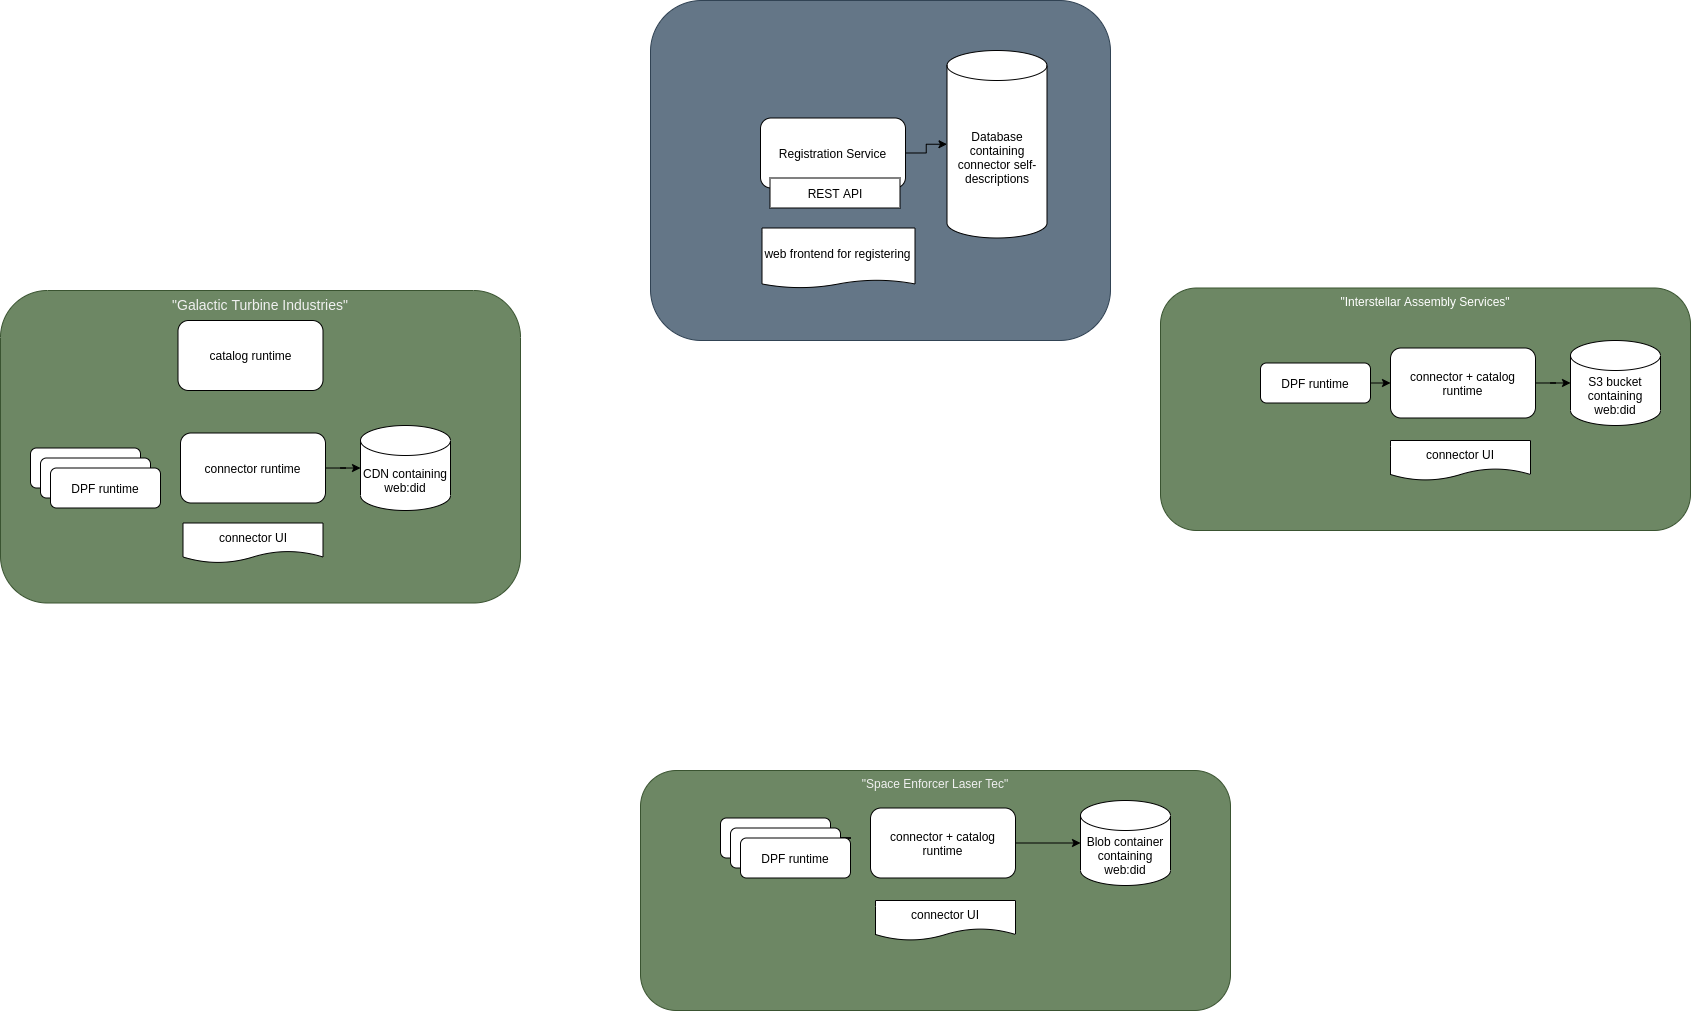 Registration Service
REST API
web frontend for registering
Database
containing
connector self-
descriptions
"Galactic Turbine Industries"
catalog runtime
DPF runtime
connector runtime
CDN containing
web:did
connector UI
"Interstellar Assembly Services"
DPF runtime
connector + catalog
runtime
S3 bucket
containing
web:did
connector UI
"Space Enforcer Laser Tec"
DPF runtime
connector + catalog
runtime
Blob container
containing
web:did
connector UI